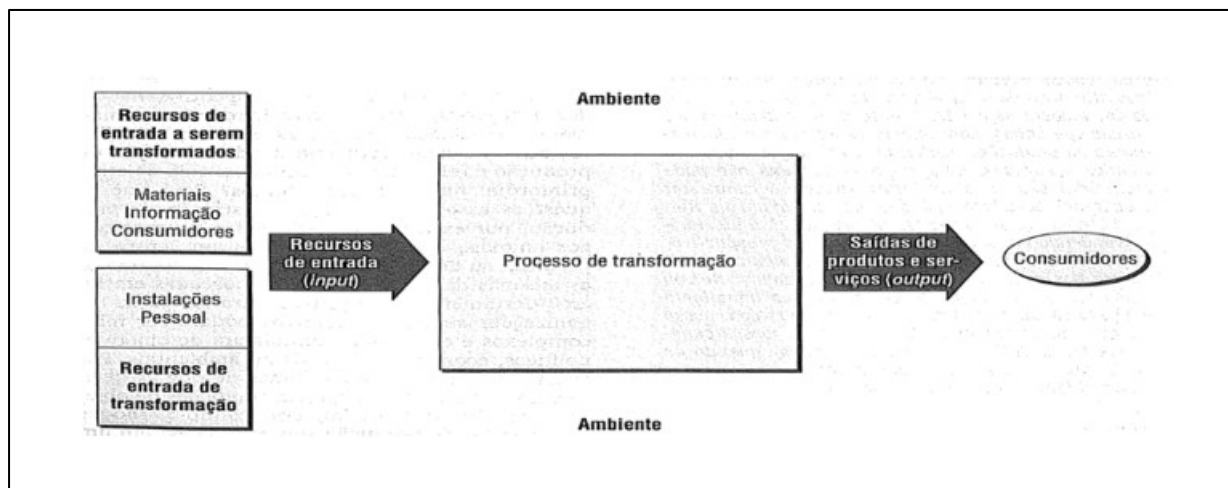 Ambiente
Recursos de
entrada a serem
transformados
Materiais
Informação
Consumidores
Instalações
Pessoal
Recursos de
entrada de
transformação
Recursos
de entrada
(Input)
Processo de transformação
Saídas de
produtos e ser-
viços (output)
Consumidores
Ambiente